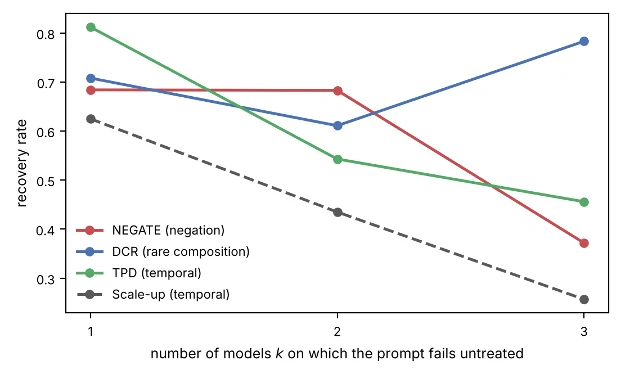 recovery rate
0.8
0.7
0.6
0.5
0.4
0.3
NEGATE (negation)
DCR (rare composition)
TPD (temporal)
Scale-up (temporal)
1 2 3
number of models k on which the prompt fails untreated